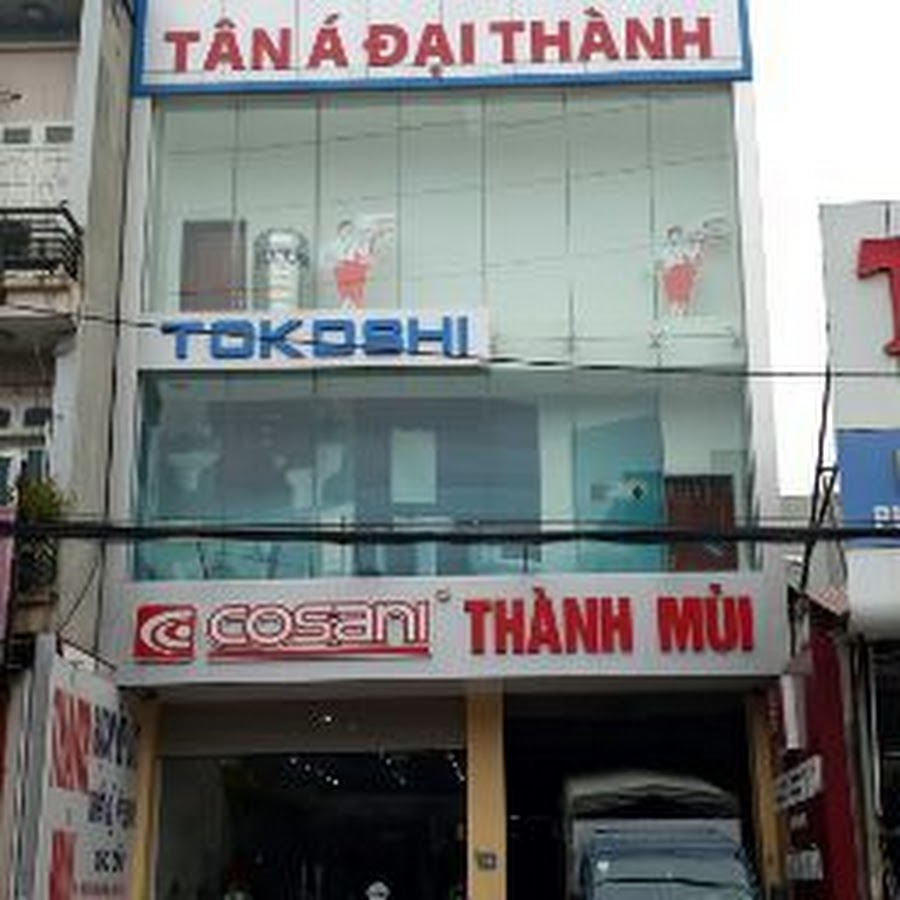 TÂN Á ĐẠI THÀNH
TOKOSHI
COSANI THÀNH MÙI